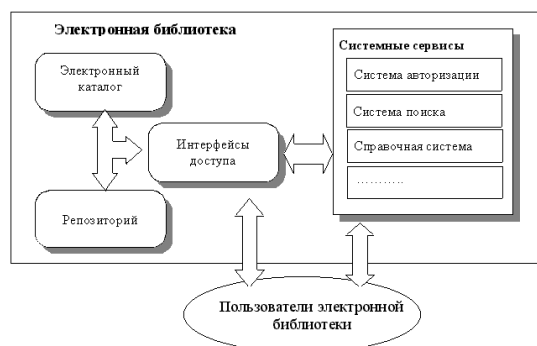 Электронная библиотека
Электронный
каталог
Интерфейсы
доступа
Репозиторий
Системные сервисы
Система авторизации
Система поиска
Справочная система
..........
Пользователи электронной
библиотеки